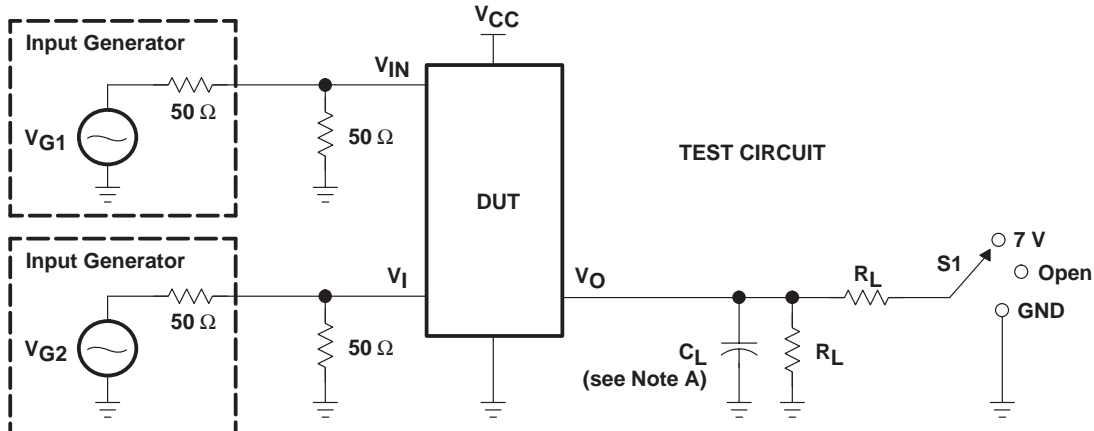 VCC
Input Generator
VIN
50 Ω
VG1
50 Ω
TEST CIRCUIT
DUT
Input Generator
VI
VO
50 Ω
VG2
50 Ω
CL
(see Note A)
RL
RL
S1
7 V
Open
GND